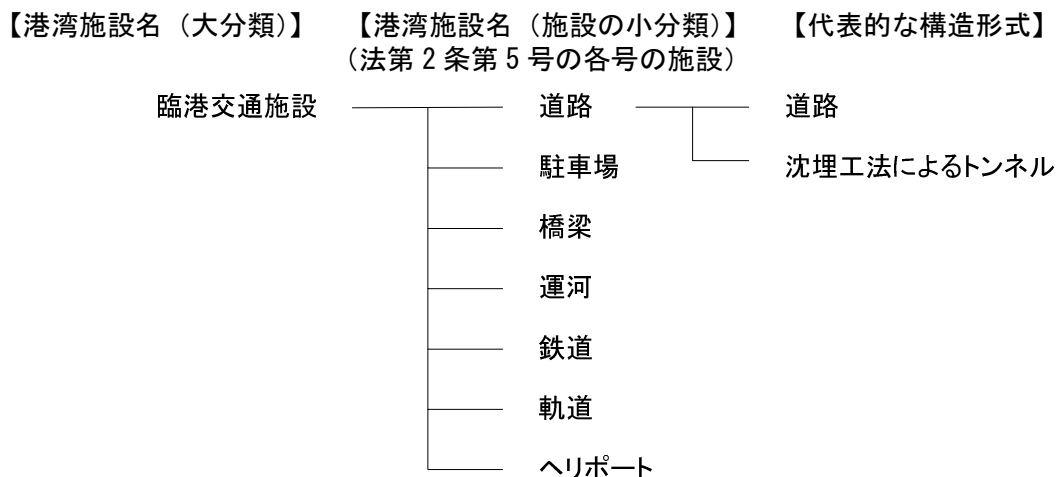 【港湾施設名（大分類）】 【港湾施設名（施設の小分類）】 【代表的な構造形式】
（法第２条第５号の各号の施設）
臨港交通施設 道路 道路
駐車場 沈埋工法によるトンネル
橋梁
運河
鉄道
軌道
ヘリポート